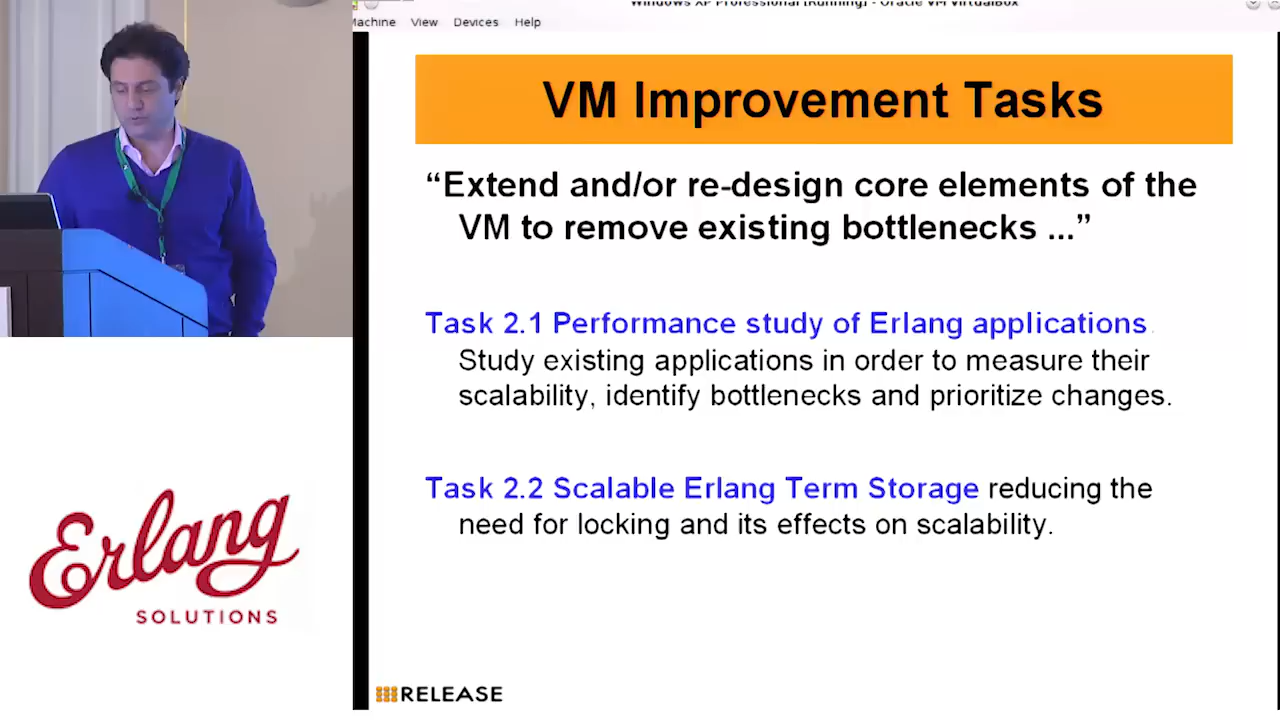 Windows XP Professional [Running] - Oracle VM VirtualBox
Machine View Devices Help
VM Improvement Tasks
“Extend and/or re-design core elements of the
VM to remove existing bottlenecks ...”
Task 2.1 Performance study of Erlang applications
Study existing applications in order to measure their
scalability, identify bottlenecks and prioritize changes.
Task 2.2 Scalable Erlang Term Storage reducing the
need for locking and its effects on scalability.
RELEASE
Erlang
SOLUTIONS